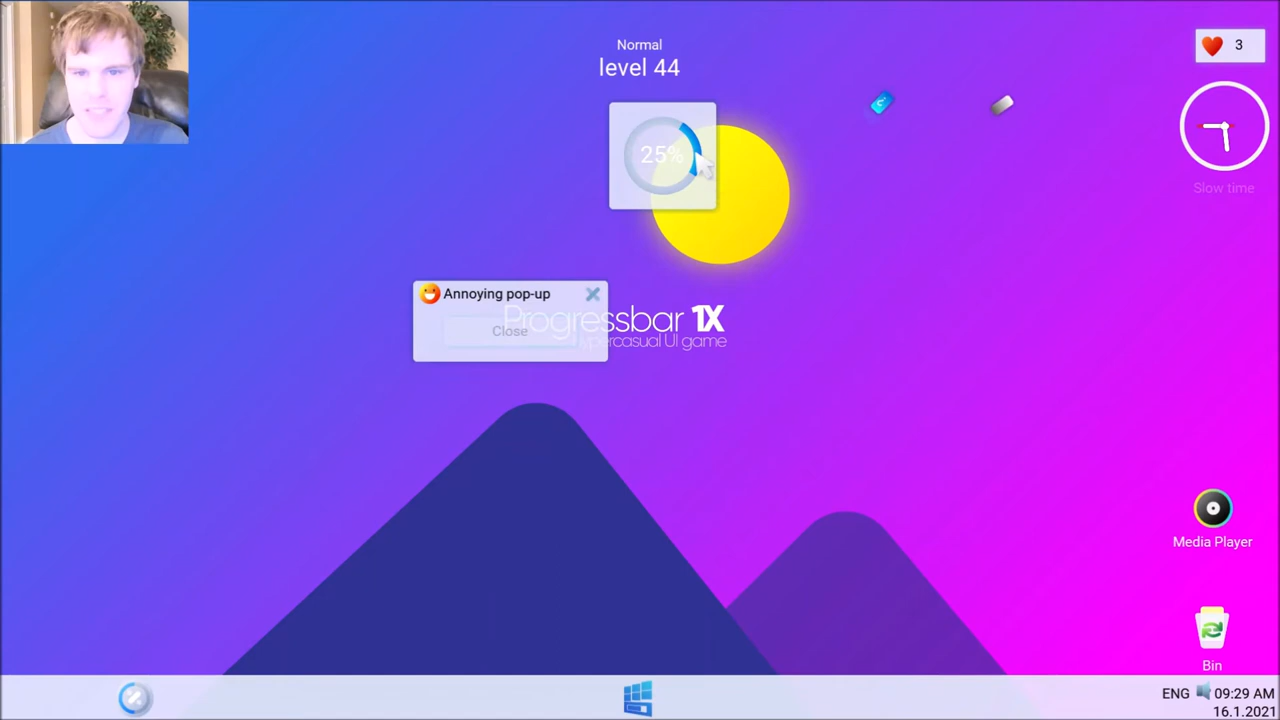 Normal
level 44
3
25%
Slow time
Annoying pop-up
Close
Progressbar 1X
UI game
Media Player
Bin
ENG 09:29 AM
16.1.2021